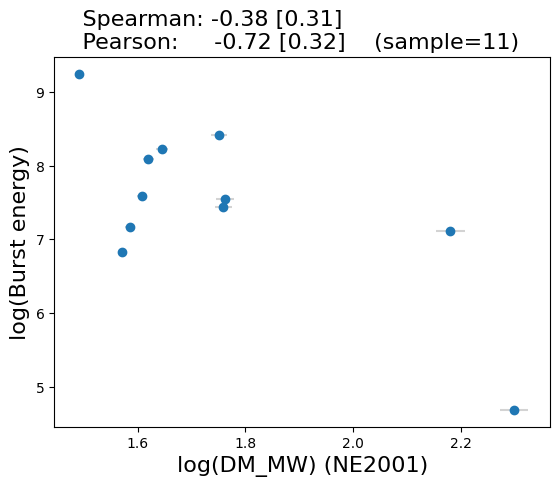 Spearman: -0.38 [0.31]
Pearson: -0.72 [0.32] (sample=11)
log(Burst energy)
9
8
7
6
5
1.6 1.8 2.0 2.2
log(DM_MW) (NE2001)